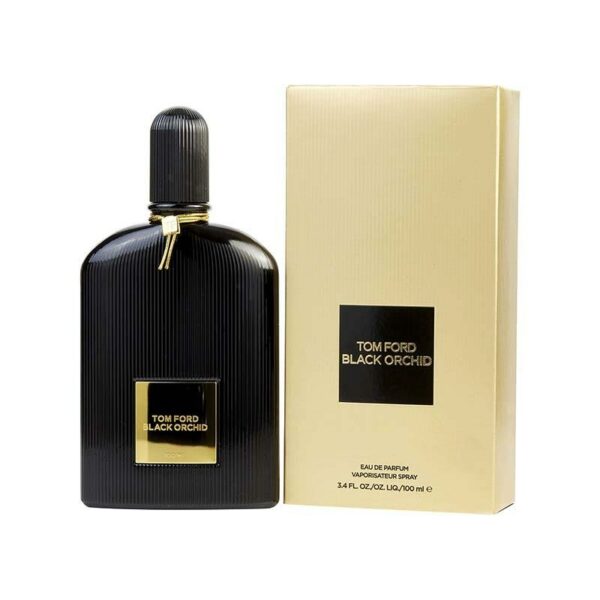 TOM FORD
BLACK ORCHID
TOM FORD
BLACK ORCHID
EAU DE PARFUM
VAPORISATEUR SPRAY
3.4 FL. OZ./OZ. LIQ./100 ml ℮